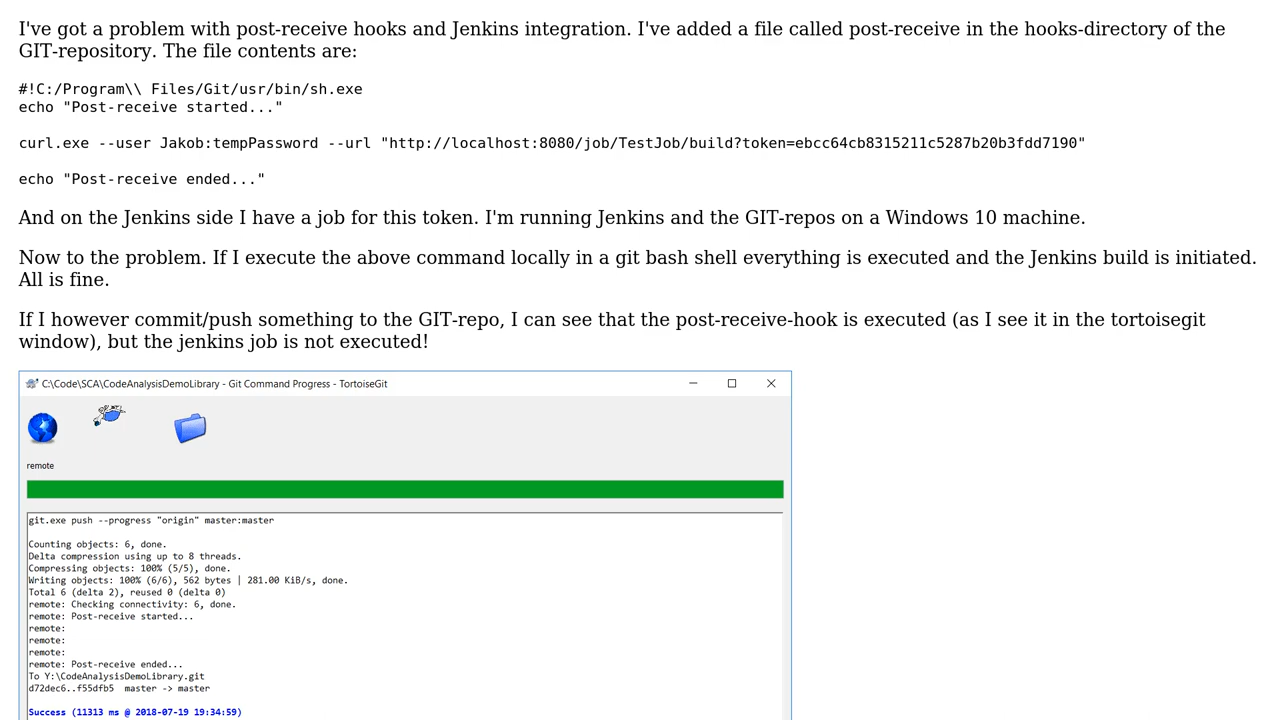 I've got a problem with post-receive hooks and Jenkins integration. I've added a file called post-receive in the hooks-directory of the
GIT-repository. The file contents are:
#!C:/Program\\ Files/Git/usr/bin/sh.exe
echo "Post-receive started..."
curl.exe --user Jakob:tempPassword --url "http://localhost:8080/job/TestJob/build?token=ebcc64cb8315211c5287b20b3fdd7190"
echo "Post-receive ended..."
And on the Jenkins side I have a job for this token. I'm running Jenkins and the GIT-repos on a Windows 10 machine.
Now to the problem. If I execute the above command locally in a git bash shell everything is executed and the Jenkins build is initiated.
All is fine.
If I however commit/push something to the GIT-repo, I can see that the post-receive-hook is executed (as I see it in the tortoisegit
window), but the jenkins job is not executed!
C:\Code\SCA\CodeAnalysisDemoLibrary - Git Command Progress - TortoiseGit
remote
git.exe push --progress "origin" master:master
Counting objects: 6, done.
Delta compression using up to 8 threads.
Compressing objects: 100% (5/5), done.
Writing objects: 100% (6/6), 562 bytes | 281.00 KiB/s, done.
Total 6 (delta 2), reused 0 (delta 0)
remote: Checking connectivity: 6, done.
remote: Post-receive started...
remote:
remote:
remote:
remote: Post-receive ended...
To Y:\CodeAnalysisDemoLibrary.git
d72dec6..f55dfb5  master -> master
Success (11313 ms @ 2018-07-19 19:34:59)